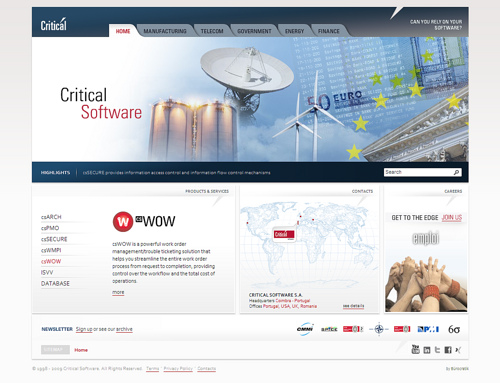 Critical
HOME
MANUFACTURING
TELECOM
GOVERNMENT
ENERGY
FINANCE
CAN YOU RELY ON YOUR
SOFTWARE?
50 EURO
Critical
Software
HIGHLIGHTS
csSECURE provides information access control and information flow control mechanisms
Search
PRODUCTS & SERVICES
csARCH
csPMO
csSECURE
csWMPI
csWOW
ISVV
DATABASE
W csWOW
csWOW is a powerful work order
management/trouble ticketing solution that
helps you streamline the entire work order
process from request to completion, providing
control over the workflow and the total cost of
operations.
more
CONTACTS
Critical
CRITICAL SOFTWARE S.A.
Headquarters Coimbra - Portugal
Offices Portugal, USA, UK, Romania
see details
CAREERS
GET TO THE EDGE JOIN US
NEWSLETTER Sign up or see our archive
CMMI
6σ
Home
© 1998 - 2009 Critical Software. All Rights Reserved. Terms Privacy Policy Contacts